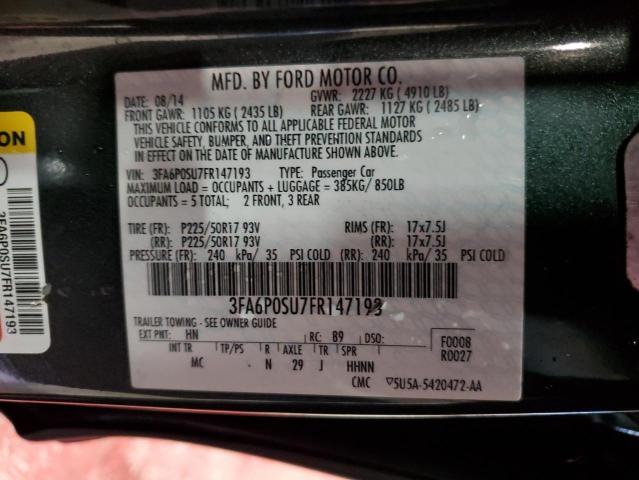 MFD. BY FORD MOTOR CO.
DATE: 08/14 GVWR: 2227 KG ( 4910 LB)
FRONT GAWR: 1105 KG ( 2435 LB) REAR GAWR: 1127 KG ( 2485 LB)
THIS VEHICLE CONFORMS TO ALL APPLICABLE FEDERAL MOTOR
VEHICLE SAFETY, BUMPER, AND THEFT PREVENTION STANDARDS
IN EFFECT ON THE DATE OF MANUFACTURE SHOWN ABOVE.
VIN: 3FA6P0SU7FR147193 TYPE: Passenger Car
MAXIMUM LOAD = OCCUPANTS + LUGGAGE = 385KG/ 850LB
OCCUPANTS = 5 TOTAL; 2 FRONT, 3 REAR
TIRE (FR): P225/50R17 93V RIMS (FR): 17x7.5J
(RR): P225/50R17 93V (RR): 17x7.5J
PRESSURE (FR): 240 kPa/ 35 PSI COLD (RR): 240 kPa/ 35 PSI COLD
3FA6P0SU7FR147193
TRAILER TOWING - SEE OWNER GUIDE
EXT PNT: HN RC: 89 DSO: F0008
INT TR TP/PS R AXLE TR SPR R0027
MC N 29 J HHNN
CMC ▽5U5A-5420472-AA
ION
3FA6P0SU7FR147193